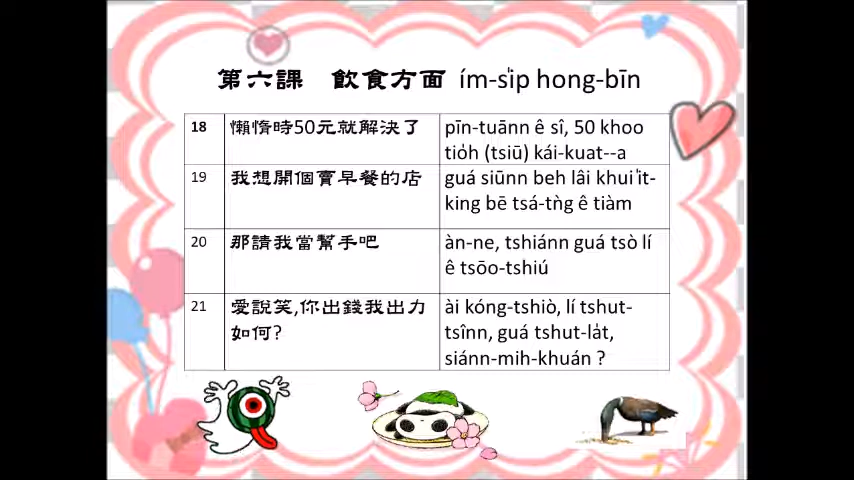 第六課 飲食方面 ím-si̍p hong-bīn
18 懶惰時50元就解決了 pīn-tuānn ê sî, 50 khoo
tio̍h (tsiū) kái-kuat--a
19 我想開個賣早餐的店 guá siūnn beh lâi khui i̍t-
king bē tsá-tǹg ê tiàm
20 那請我當幫手吧 àn-ne, tshiánn guá tsò lí
ê tsōo-tshiú
21 愛說笑,你出錢我出力 ài kóng-tshiò, lí tshut-
如何? tsînn, guá tshut-la̍t,
siánn-mih-khuán ?